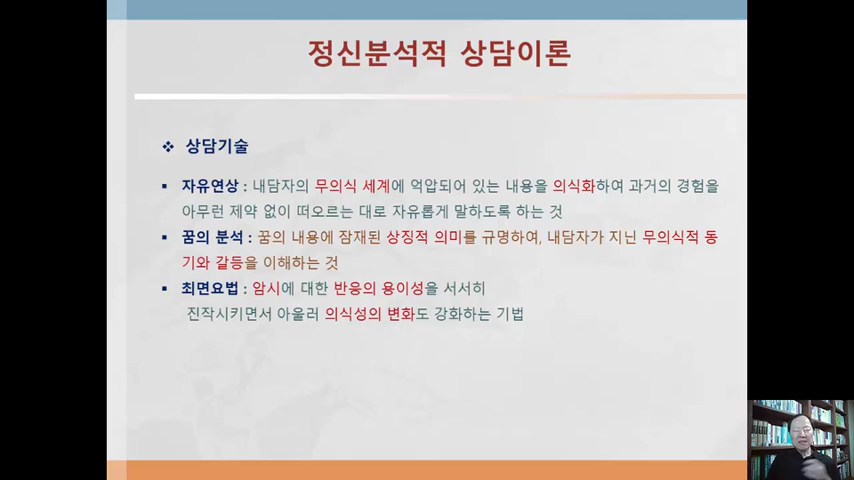 정신분석적 상담이론
❖ 상담기술
▪ 자유연상 : 내담자의 무의식 세계에 억압되어 있는 내용을 의식화하여 과거의 경험을
아무런 제약 없이 떠오르는 대로 자유롭게 말하도록 하는 것
▪ 꿈의 분석 : 꿈의 내용에 잠재된 상징적 의미를 규명하여, 내담자가 지닌 무의식적 동
기와 갈등을 이해하는 것
▪ 최면요법 : 암시에 대한 반응의 용이성을 서서히
진작시키면서 아울러 의식성의 변화도 강화하는 기법